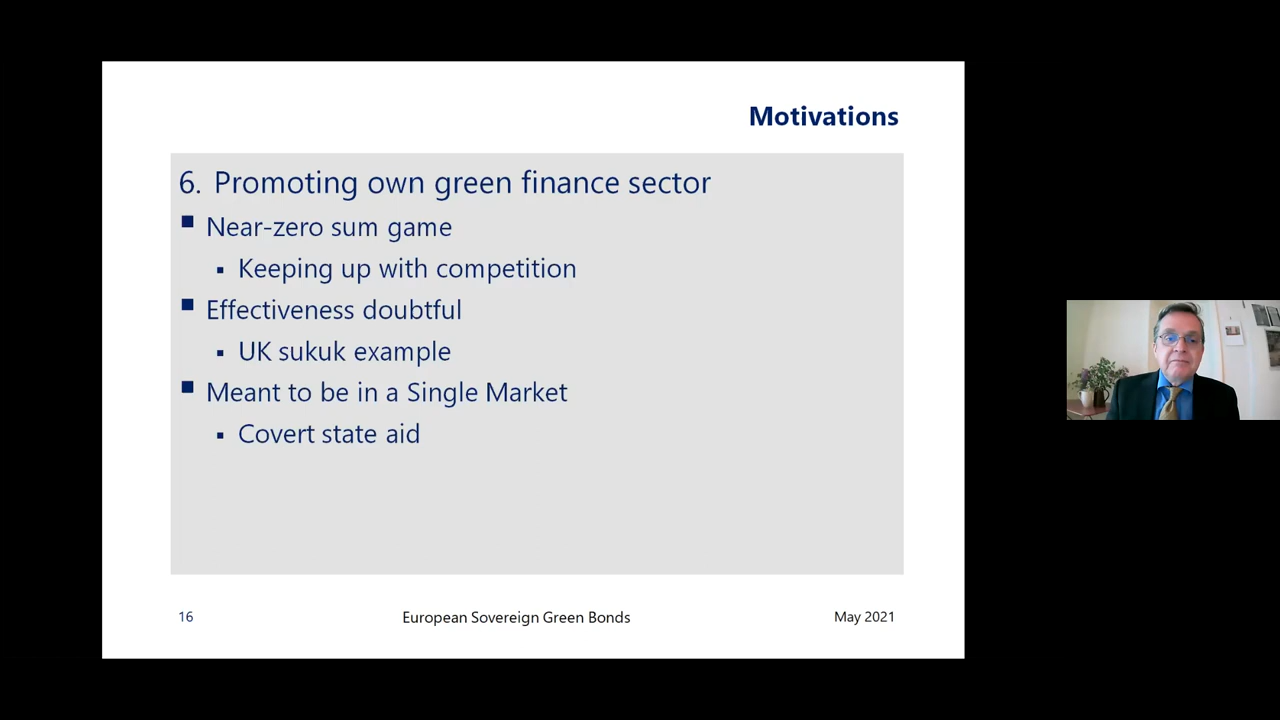 Motivations
6. Promoting own green finance sector
▪ Near-zero sum game
▪ Keeping up with competition
▪ Effectiveness doubtful
▪ UK sukuk example
▪ Meant to be in a Single Market
▪ Covert state aid
16 European Sovereign Green Bonds May 2021